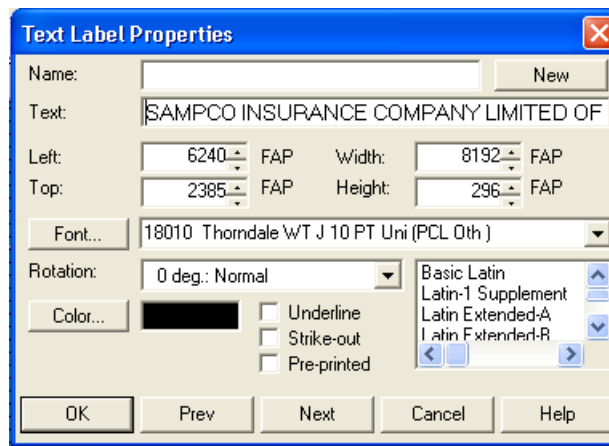 Text Label Properties
Name: New
Text: SAMPCO INSURANCE COMPANY LIMITED OF
Left: 6240 FAP Width: 8192 FAP
Top: 2385 FAP Height: 296 FAP
Font... 18010 Thorndale WT J 10 PT Uni (PCL Oth )
Rotation: 0 deg.: Normal
Basic Latin
Latin-1 Supplement
Latin Extended-A
Latin Extended-B
Color... Underline
Strike-out
Pre-printed
OK Prev Next Cancel Help